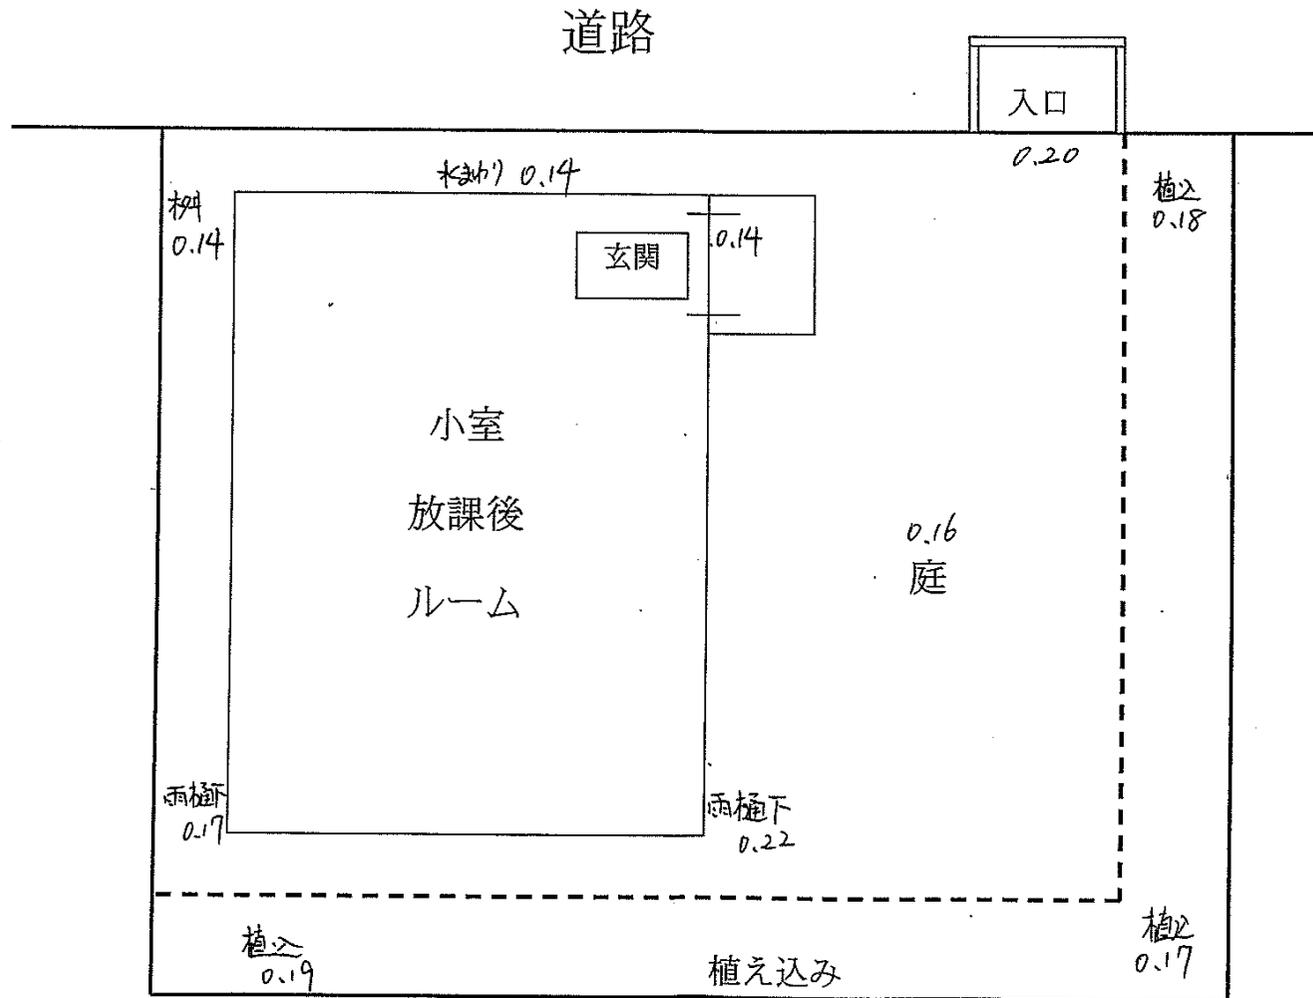 道路
入口
0.20
水まわり 0.14
植込
0.18
桝
0.14
玄関
0.14
小室
放課後
ルーム
0.16
庭
雨樋下
0.17
雨樋下
0.22
植込
0.19
植え込み
植込
0.17